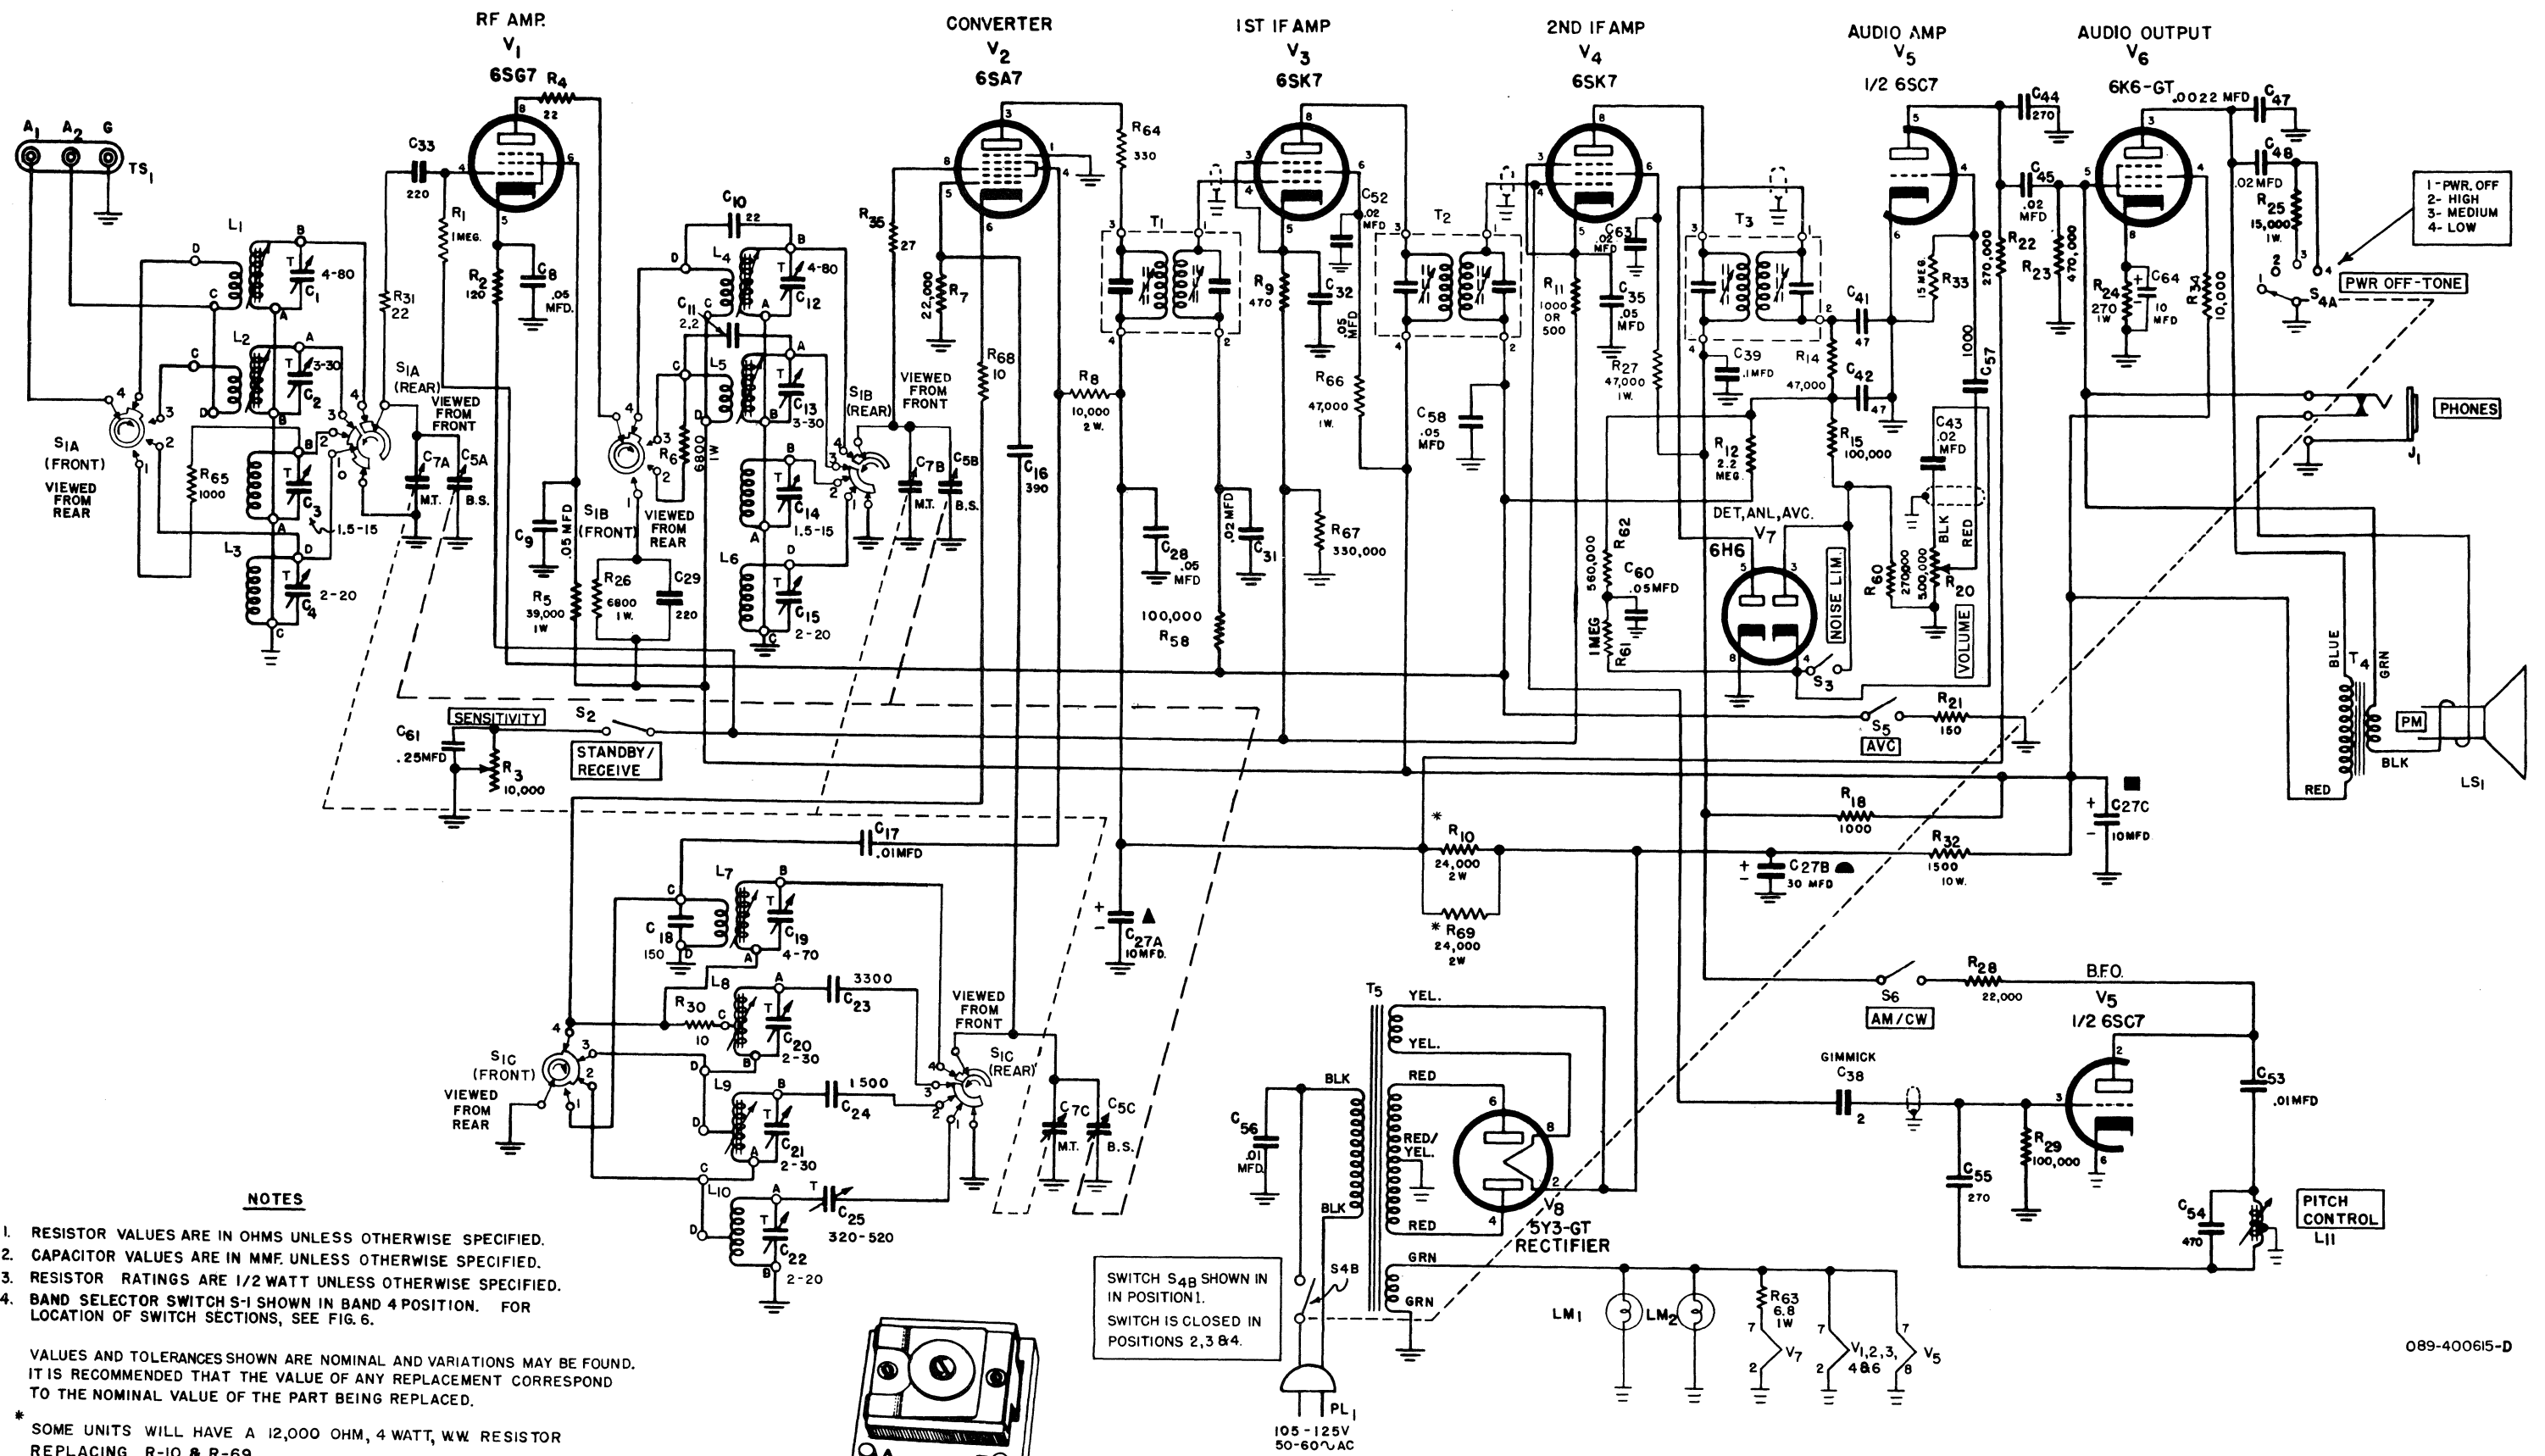 RF AMP.
V1
6SG7
CONVERTER
V2
6SA7
1ST IF AMP
V3
6SK7
2ND IF AMP
V4
6SK7
AUDIO AMP
V5
1/2 6SC7
AUDIO OUTPUT
V6
6K6-GT
A1 A2 G
TS1
R4
22
C33
220
R1
1 MEG.
R2
120
C8
.05
MFD.
L1
C1
4-80
L2
C2
3-30
R31
22
S1A
(REAR)
VIEWED
FROM
FRONT
S1A
(FRONT)
VIEWED
FROM
REAR
R65
1000
C3
1.5-15
L3
C4
2-20
C7A
M.T.
C5A
B.S.
C9
.05 MFD
R5
39,000
1W
C10
22
L4
C12
4-80
C11
2.2
L5
C13
3-30
R6
6800
1W
C14
1.5-15
L6
C15
2-20
S1B
(FRONT)
VIEWED
FROM
REAR
S1B
(REAR)
VIEWED
FROM
FRONT
R26
6800
1W.
C29
220
R35
27
R7
22,000
R68
10
C7B
M.T.
C5B
B.S.
C16
390
R64
330
R8
10,000
2 W.
T1
C28
.05
MFD
C31
.02 MFD
100,000
R58
R9
470
C32
.05
MFD
C52
.02
MFD
R66
47,000
1W.
R67
330,000
T2
C58
.05
MFD
R11
1000
OR
500
C35
.05
MFD
C63
.02
MFD
R27
47,000
1W.
T3
C39
.1MFD
R12
2.2
MEG.
R14
47,000
C41
47
C42
47
R15
100,000
R33
15 MEG.
C57
1000
C43
.02
MFD
BLK
RED
R62
560,000
C60
.05MFD
R61
1MEG
DET, ANL, AVC.
V7
6H6
NOISE LIM.
S3
R60
270,000
R20
500,000
VOLUME
S5
AVC
R21
150
R22
270,000
C44
270
C45
.02
MFD
R23
470,000
R24
270
1W
C64
10
MFD
R34
10,000
.0022 MFD C47
C48
.02 MFD
R25
15,000
1W.
S4A
1 - PWR. OFF
2- HIGH
3- MEDIUM
4- LOW
PWR OFF-TONE
PHONES
J1
BLUE
T4
GRN
RED
BLK
PM
LS1
SENSITIVITY
C61
.25MFD
R3
10,000
S2
STANDBY/
RECEIVE
C17
.01MFD
L7
C18
150
C19
4-70
L8
R30
10
C20
2-30
3300
C23
L9
C21
2-30
1500
C24
L10
C22
2-20
C25
320-520
S1C
(FRONT)
VIEWED
FROM
REAR
VIEWED
FROM
FRONT
S1C
(REAR)
C7C
M.T.
C5C
B.S.
C27A
10MFD.
* R10
24,000
2W
* R69
24,000
2W
C27B
30 MFD
R18
1000
R32
1500
10W.
C27C
10MFD
S6
AM/CW
R28
22,000
B.F.O.
V5
1/2 6SC7
GIMMICK
C38
2
C55
270
R29
100,000
C53
.01MFD
C54
470
PITCH
CONTROL
L11
T5
YEL.
YEL.
BLK
RED
RED/
YEL.
BLK
RED
GRN
GRN
C56
.01
MFD.
V8
5Y3-GT
RECTIFIER
S4B
SWITCH S4B SHOWN IN
IN POSITION 1.
SWITCH IS CLOSED IN
POSITIONS 2,3 & 4.
PL1
105-125V
50-60∿AC
LM1
LM2
R63
6.8
1W
V7
V1,2,3,
4 & 6
V5
089-400615-D
NOTES
1. RESISTOR VALUES ARE IN OHMS UNLESS OTHERWISE SPECIFIED.
2. CAPACITOR VALUES ARE IN MMF. UNLESS OTHERWISE SPECIFIED.
3. RESISTOR RATINGS ARE 1/2 WATT UNLESS OTHERWISE SPECIFIED.
4. BAND SELECTOR SWITCH S-1 SHOWN IN BAND 4 POSITION. FOR
LOCATION OF SWITCH SECTIONS, SEE FIG. 6.
VALUES AND TOLERANCES SHOWN ARE NOMINAL AND VARIATIONS MAY BE FOUND.
IT IS RECOMMENDED THAT THE VALUE OF ANY REPLACEMENT CORRESPOND
TO THE NOMINAL VALUE OF THE PART BEING REPLACED.
* SOME UNITS WILL HAVE A 12,000 OHM, 4 WATT, W.W. RESISTOR
REPLACING R-10 & R-69